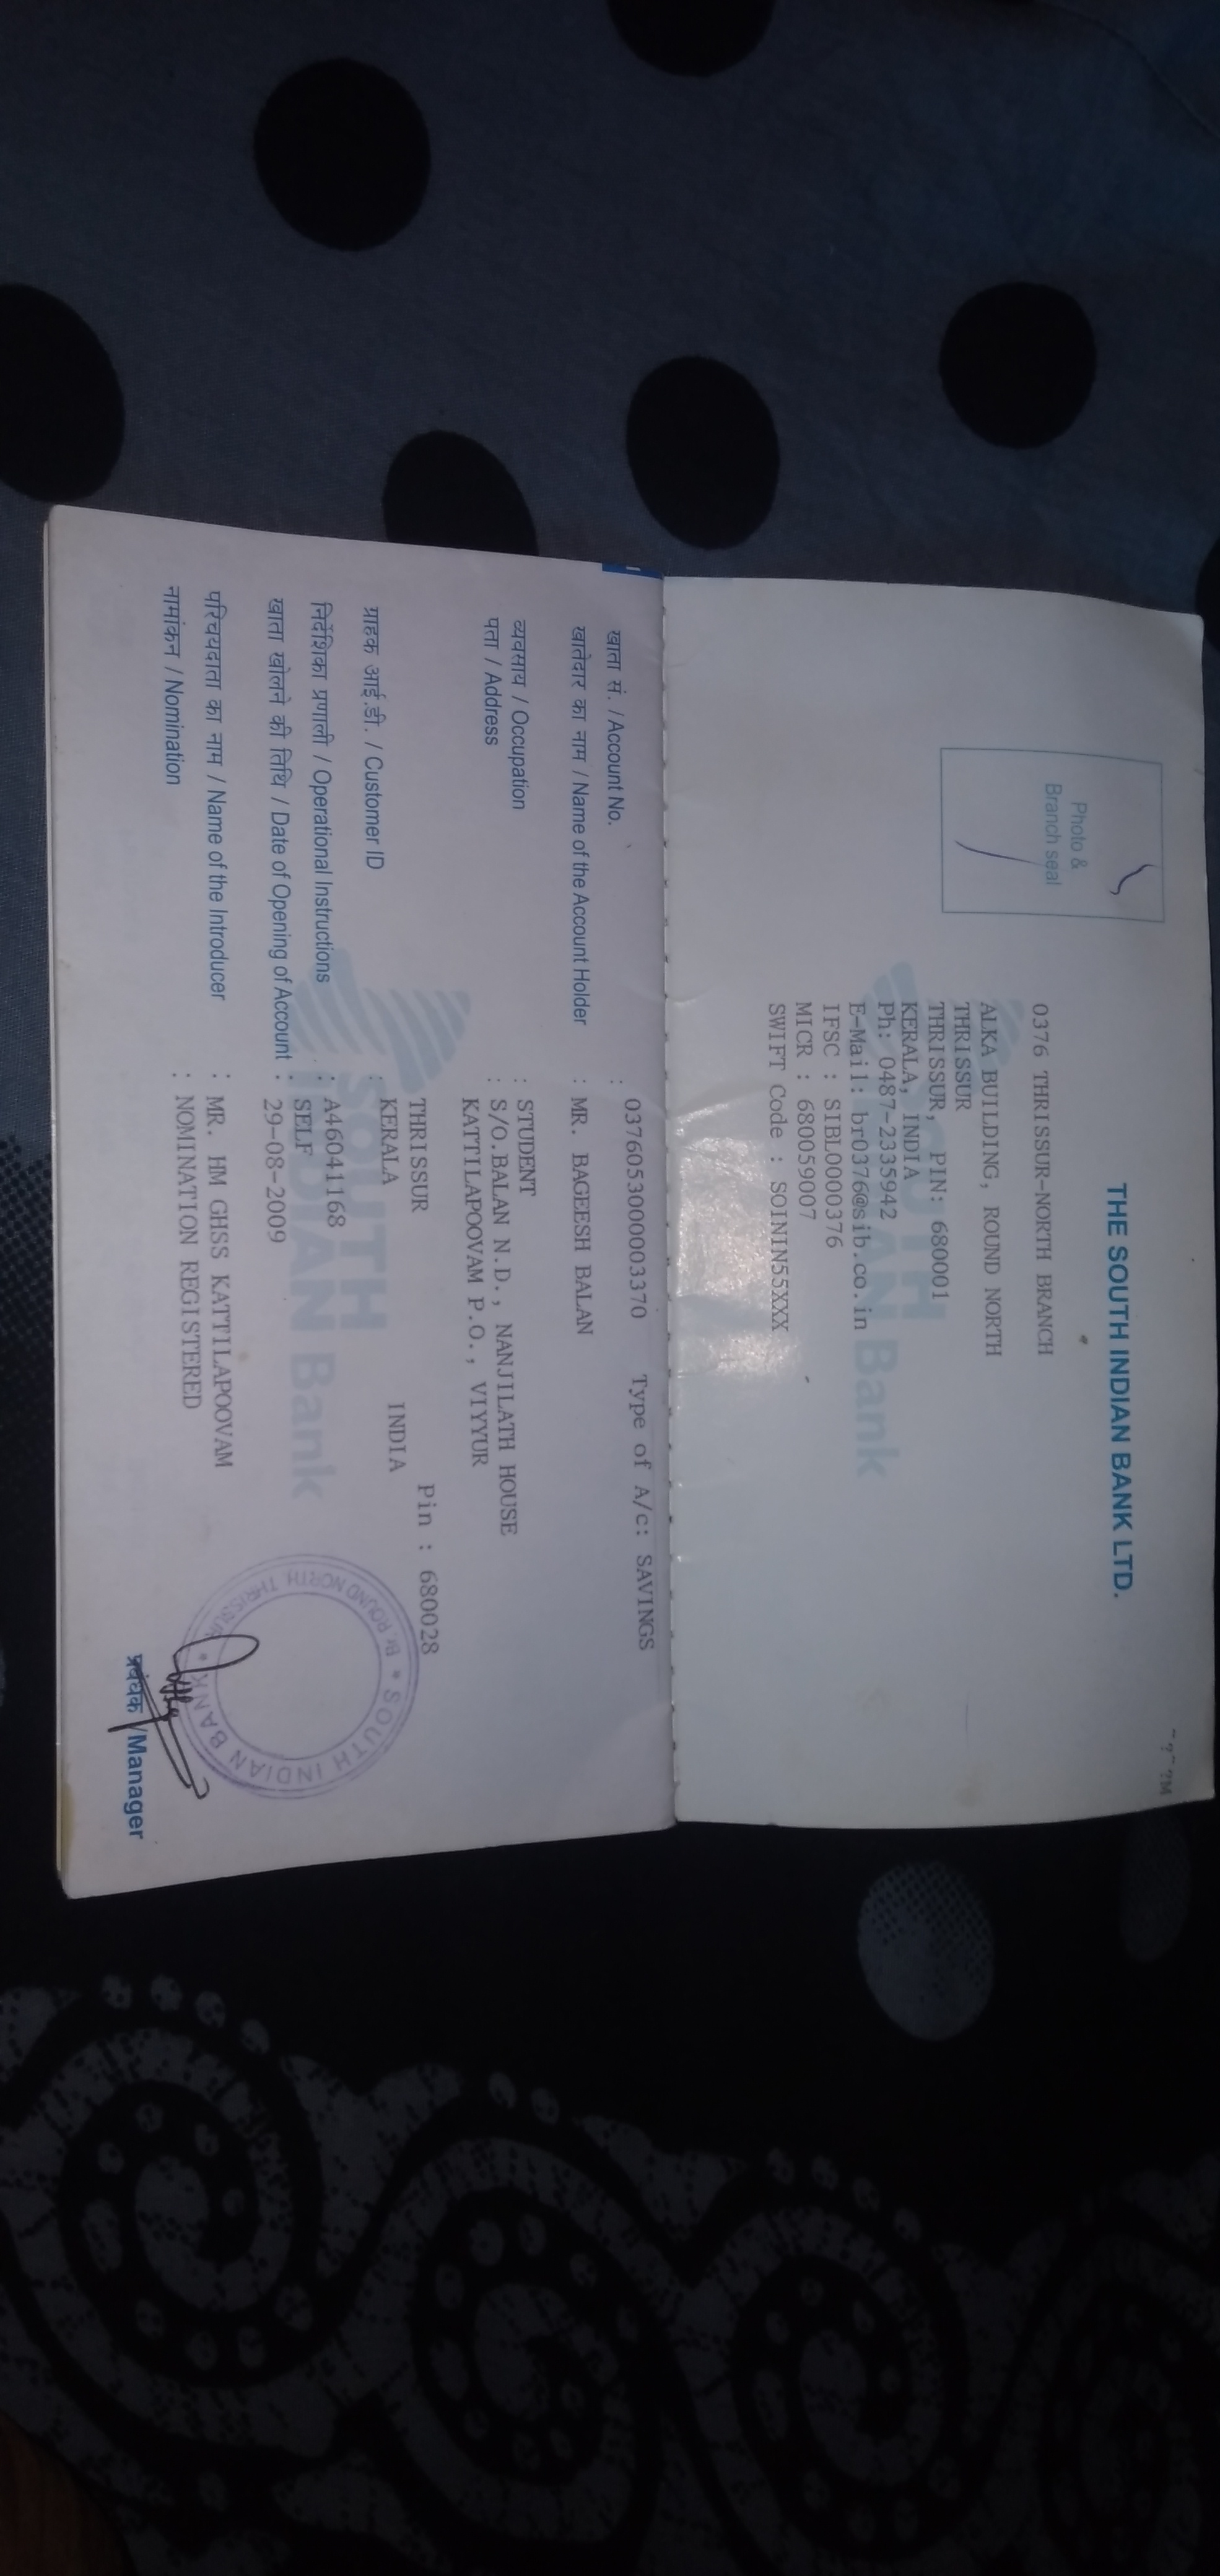 THE SOUTH INDIAN BANK LTD.
Photo &
Branch seal
0376 THRISSUR-NORTH BRANCH
ALKA BUILDING, ROUND NORTH
THRISSUR
THRISSUR, PIN: 680001
KERALA, INDIA
Ph: 0487-2335942
E-Mail: br0376@sib.co.in
IFSC : SIBL0000376
MICR : 680059007
SWIFT Code : SOININ55XXX
SOUTH
INDIAN Bank
खाता सं. / Account No. : 0376053000003370 Type of A/c: SAVINGS
खातेदार का नाम / Name of the Account Holder : MR. BAGEESH BALAN
व्यवसाय / Occupation : STUDENT
पता / Address : S/O.BALAN N.D., NANJILATH HOUSE
KATTILAPOOVAM P.O., VIYYUR
THRISSUR Pin : 680028
KERALA INDIA
ग्राहक आई.डी. / Customer ID : A46041168
निर्देशिका प्रणाली / Operational Instructions : SELF
खाता खोलने की तिथि / Date of Opening of Account : 29-08-2009
परिचयदाता का नाम / Name of the Introducer : MR. HM GHSS KATTILAPOOVAM
नामांकन / Nomination : NOMINATION REGISTERED
SOUTH
INDIAN Bank
* SOUTH INDIAN BANK * Br. ROUND NORTH THRISSUR
प्रबंधक /Manager